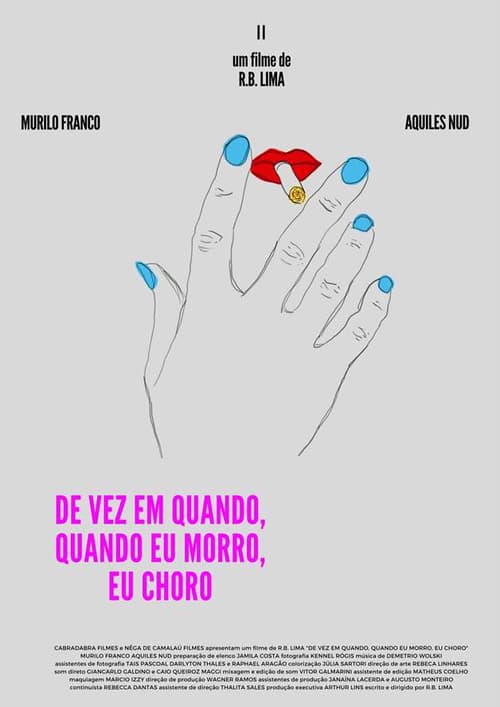 II
um filme de
R.B. LIMA
MURILO FRANCO
AQUILES NUD
DE VEZ EM QUANDO,
QUANDO EU MORRO,
EU CHORO
CABRADABRA FILMES e NÊGA DE CAMALAÚ FILMES apresentam um filme de R.B. LIMA "DE VEZ EM QUANDO, QUANDO EU MORRO, EU CHORO"
MURILO FRANCO AQUILES NUD preparação de elenco JAMILA COSTA fotografia KENNEL RÓGIS música de DEMETRIO WOLSKI
assistentes de fotografia TAIS PASCOAL DARLYTON THALES e RAPHAEL ARAGÃO colorização JÚLIA SARTORI direção de arte REBECA LINHARES
som direto GIANCARLO GALDINO e CAIO QUEIROZ MAGGI mixagem e edição de som VITOR GALMARINI assistentes de edição MATHEUS COELHO
maquiagem MARCIO IZZY direção de produção WAGNER RAMOS assistentes de produção JANAÍNA LACERDA e AUGUSTO MONTEIRO
continuista REBECCA DANTAS assistente de direção THALITA SALES produção executiva ARTHUR LINS escrito e dirigido por R.B. LIMA